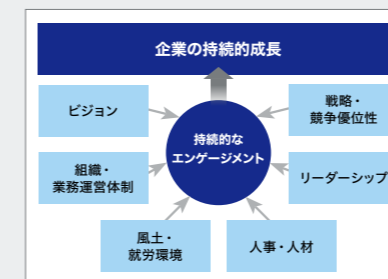 企業の持続的成長
ビジョン
戦略・
競争優位性
持続的な
エンゲージメント
組織・
業務運営体制
リーダーシップ
風土・
就労環境
人事・人材